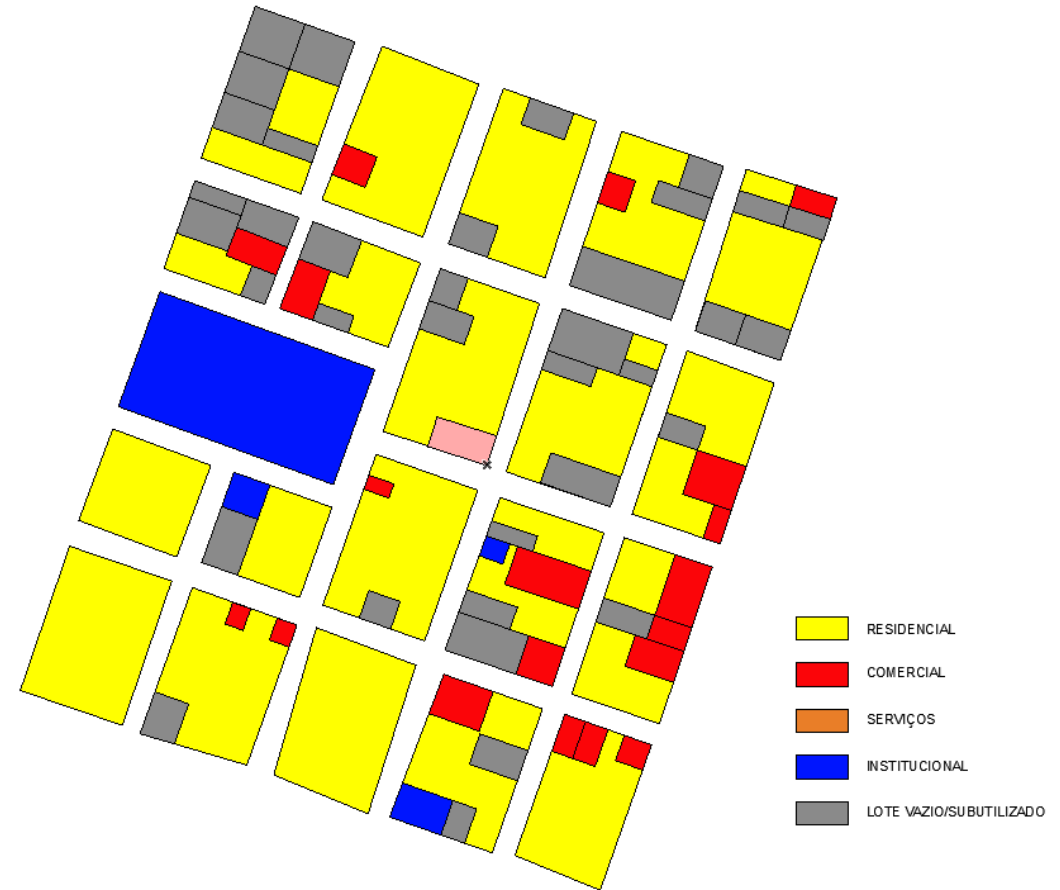 RESIDENCIAL
COMERCIAL
SERVIÇOS
INSTITUCIONAL
LOTE VAZIO/SUBUTILIZADO